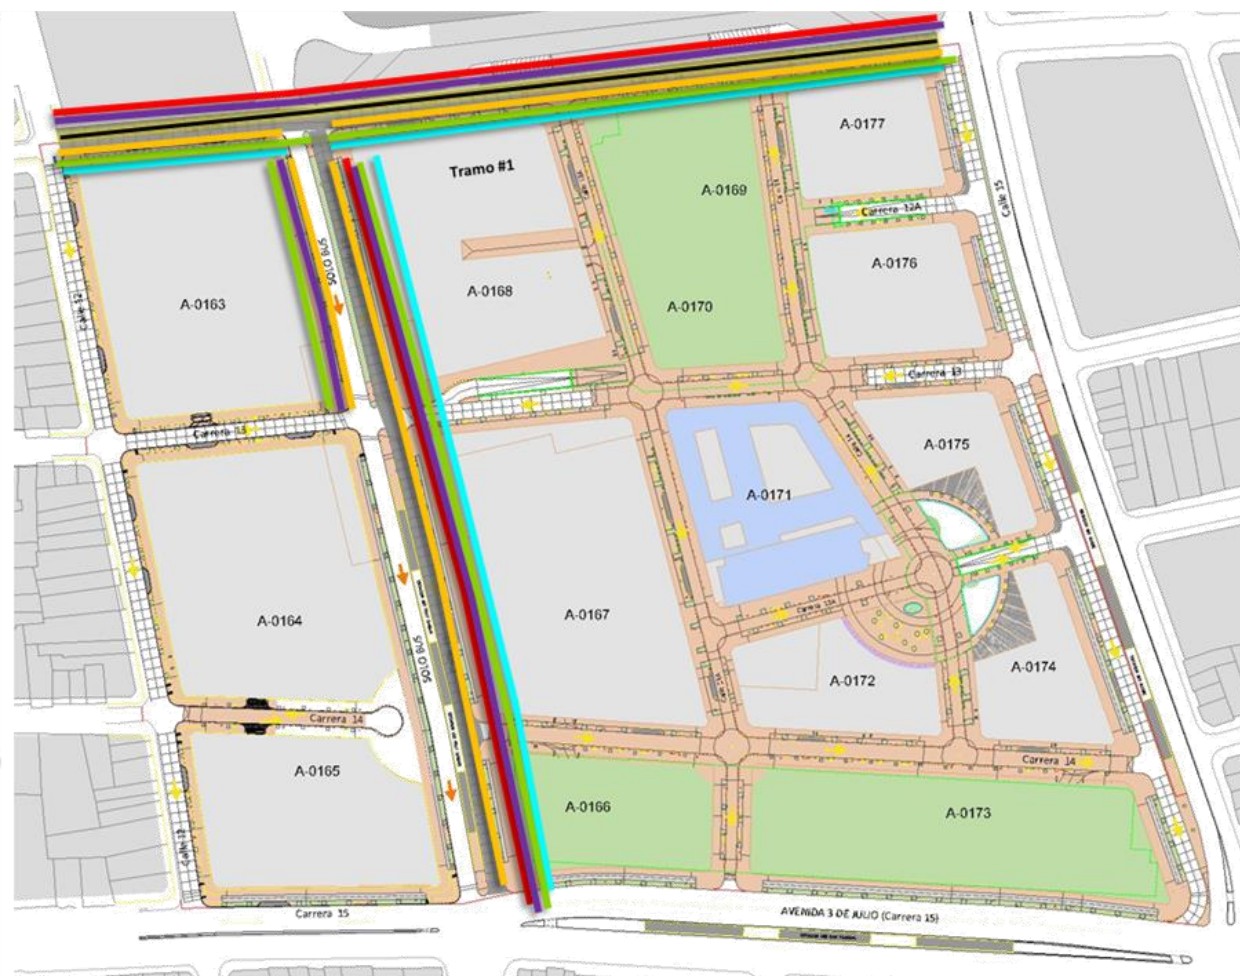 A-0177
Tramo #1
A-0169
Calle 15
Carrera 12A
A-0176
SOLO BUS
A-0168
A-0163
A-0170
Calle 12
Carrera 13
Carrera 13
A-0175
A-0171
A-0164
A-0167
Carrera 13A
SOLO BUS
A-0174
A-0172
Carrera 14
Carrera 14
A-0165
A-0166
A-0173
Calle 12
Carrera 15
AVENIDA 3 DE JULIO (Carrera 15)